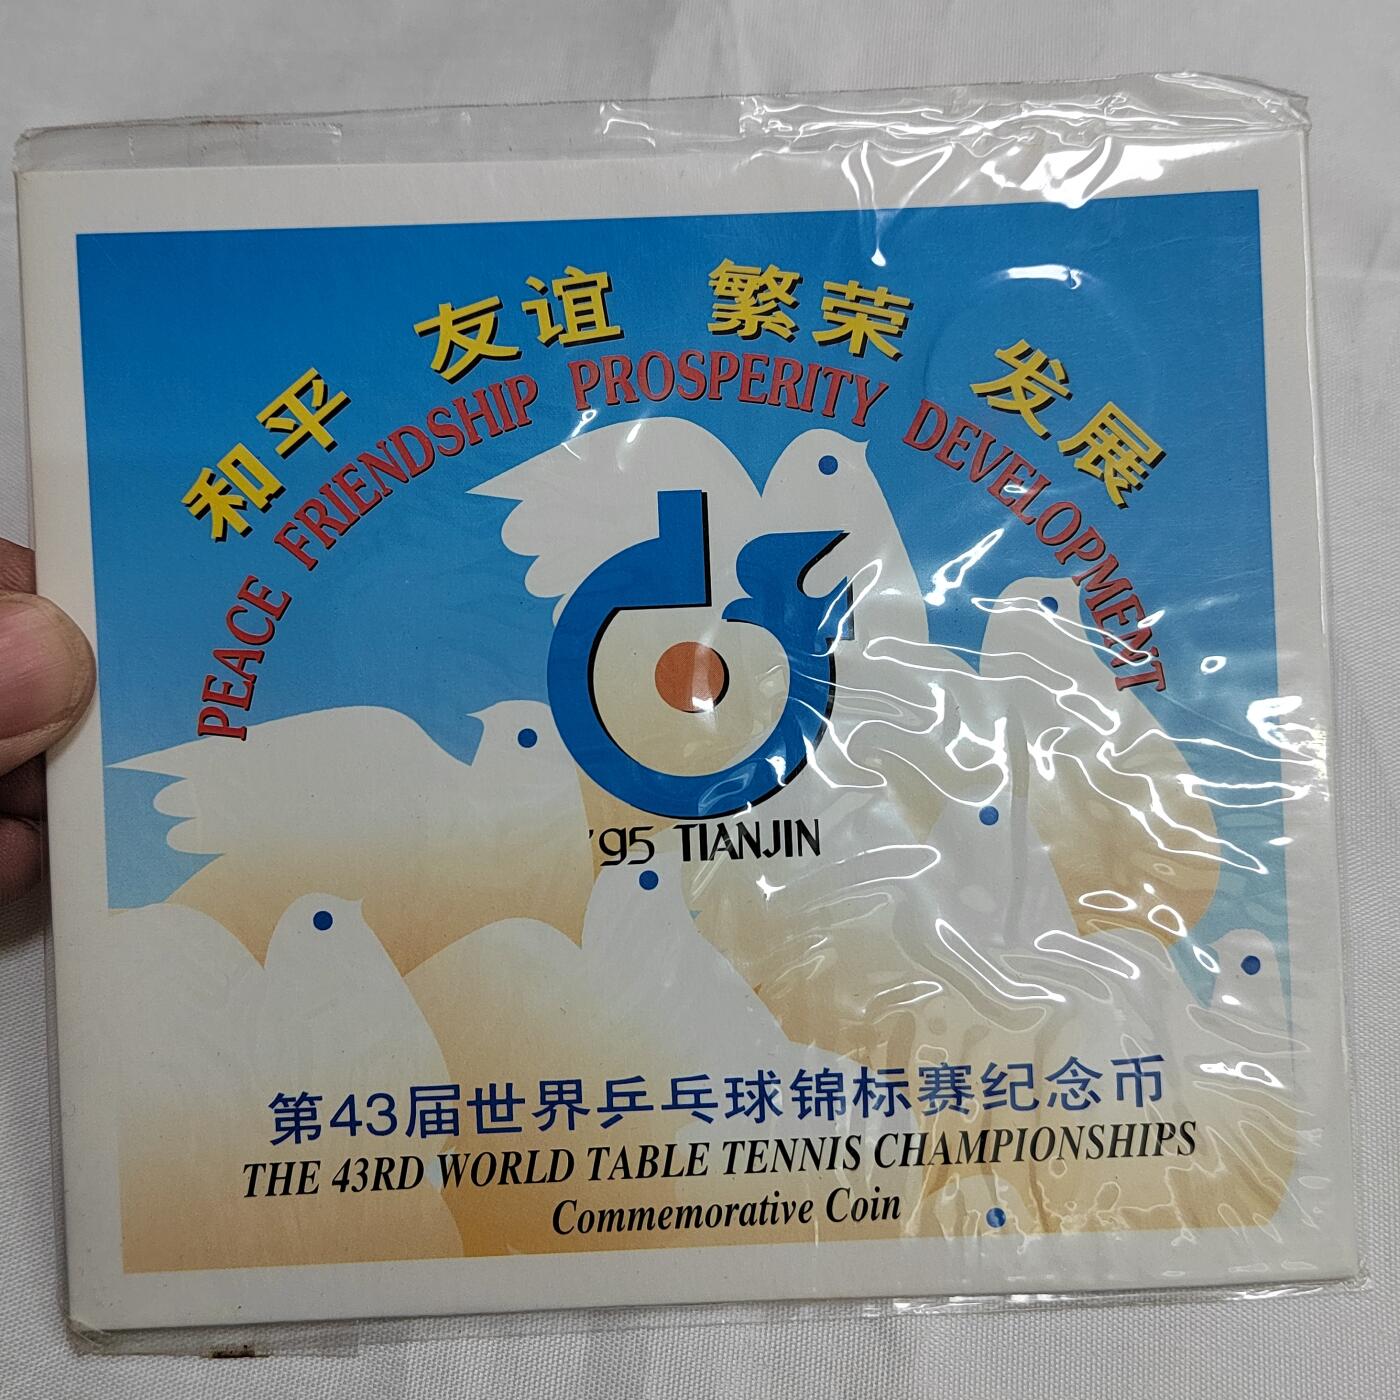 和平 友谊 繁荣 发展
PEACE FRIENDSHIP PROSPERITY DEVELOPMENT
'95 TIANJIN
第43届世界乒乓球锦标赛纪念币
THE 43RD WORLD TABLE TENNIS CHAMPIONSHIPS
Commemorative Coin